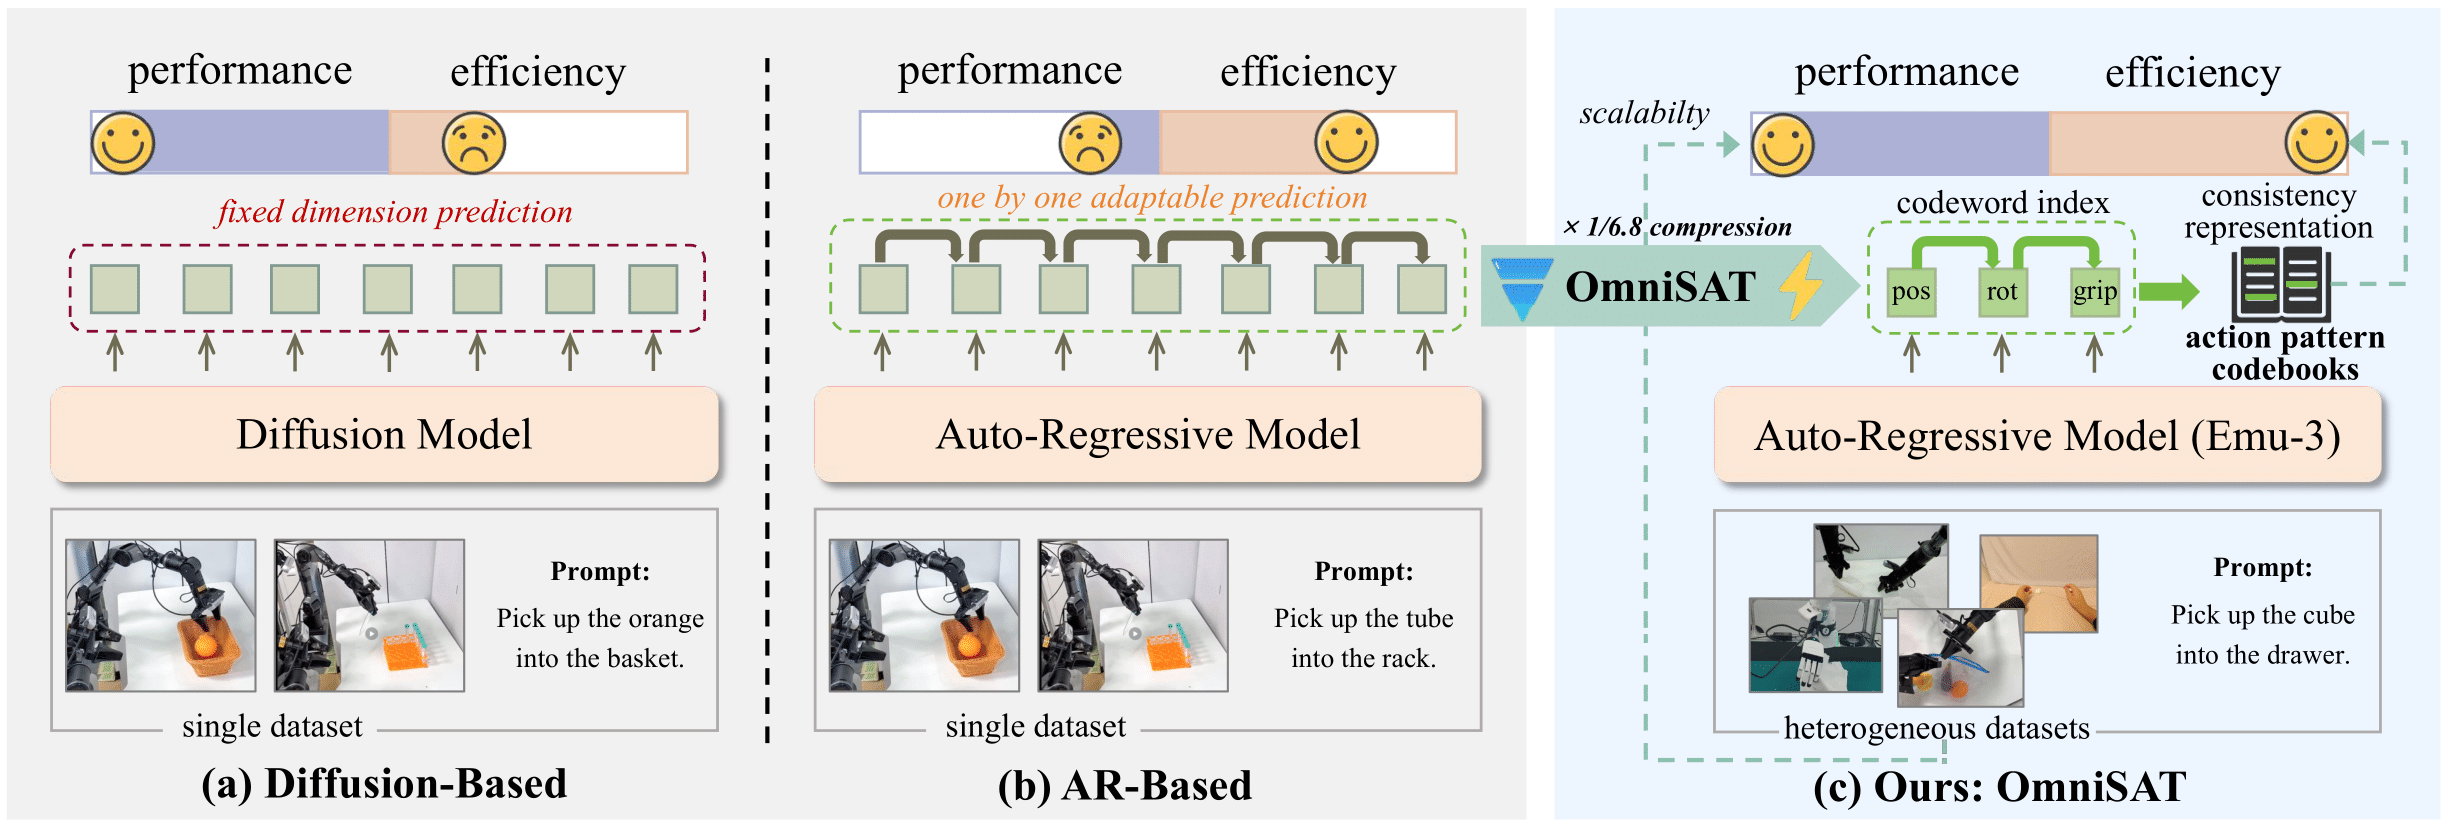 performance efficiency
fixed dimension prediction
Diffusion Model
Prompt:
Pick up the orange
into the basket.
single dataset
(a) Diffusion-Based
performance efficiency
one by one adaptable prediction
Auto-Regressive Model
Prompt:
Pick up the tube
into the rack.
single dataset
(b) AR-Based
× 1/6.8 compression
OmniSAT
performance efficiency
scalabilty
codeword index
consistency
representation
pos rot grip
action pattern
codebooks
Auto-Regressive Model (Emu-3)
Prompt:
Pick up the cube
into the drawer.
heterogeneous datasets
(c) Ours: OmniSAT